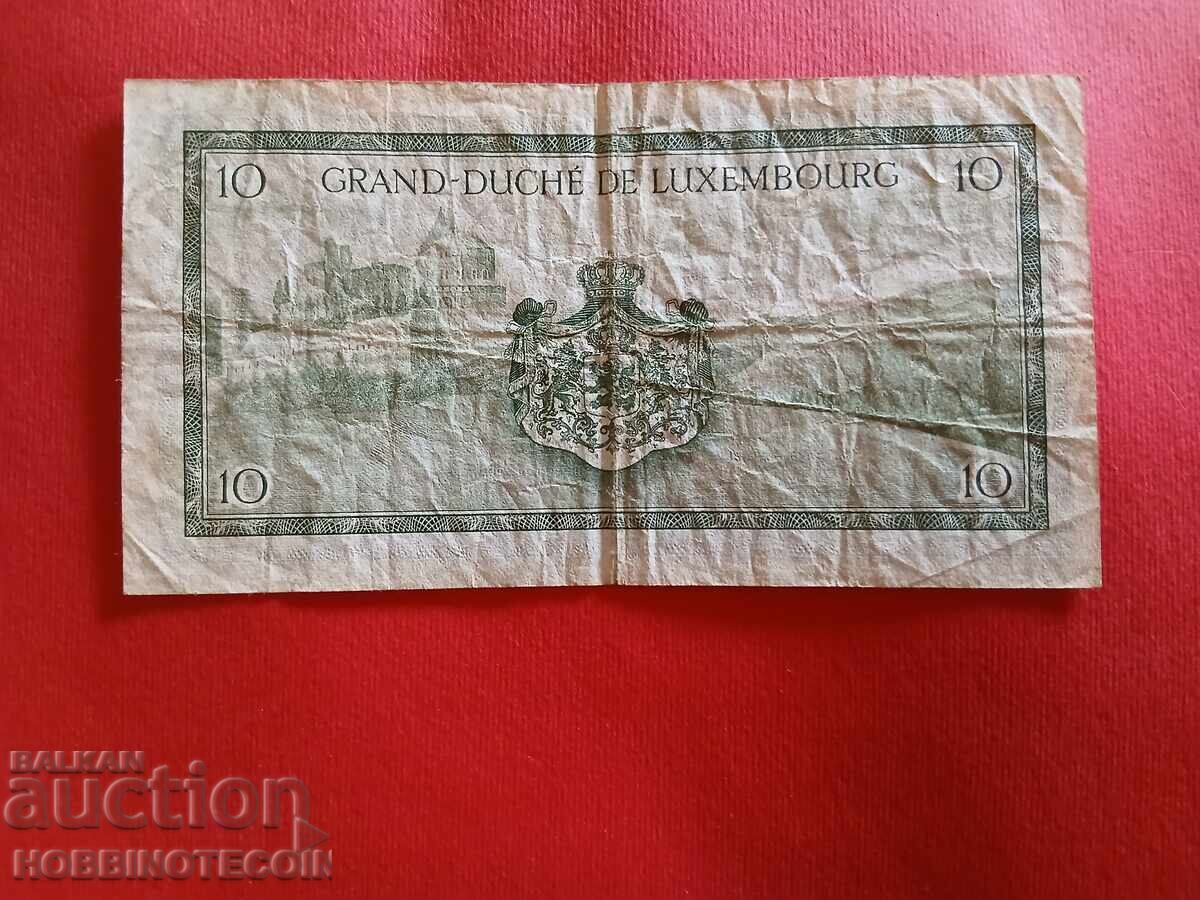 10 GRAND-DUCHÉ DE LUXEMBOURG 10
10 10
BALKAN
auction
HOBBINOTECOIN